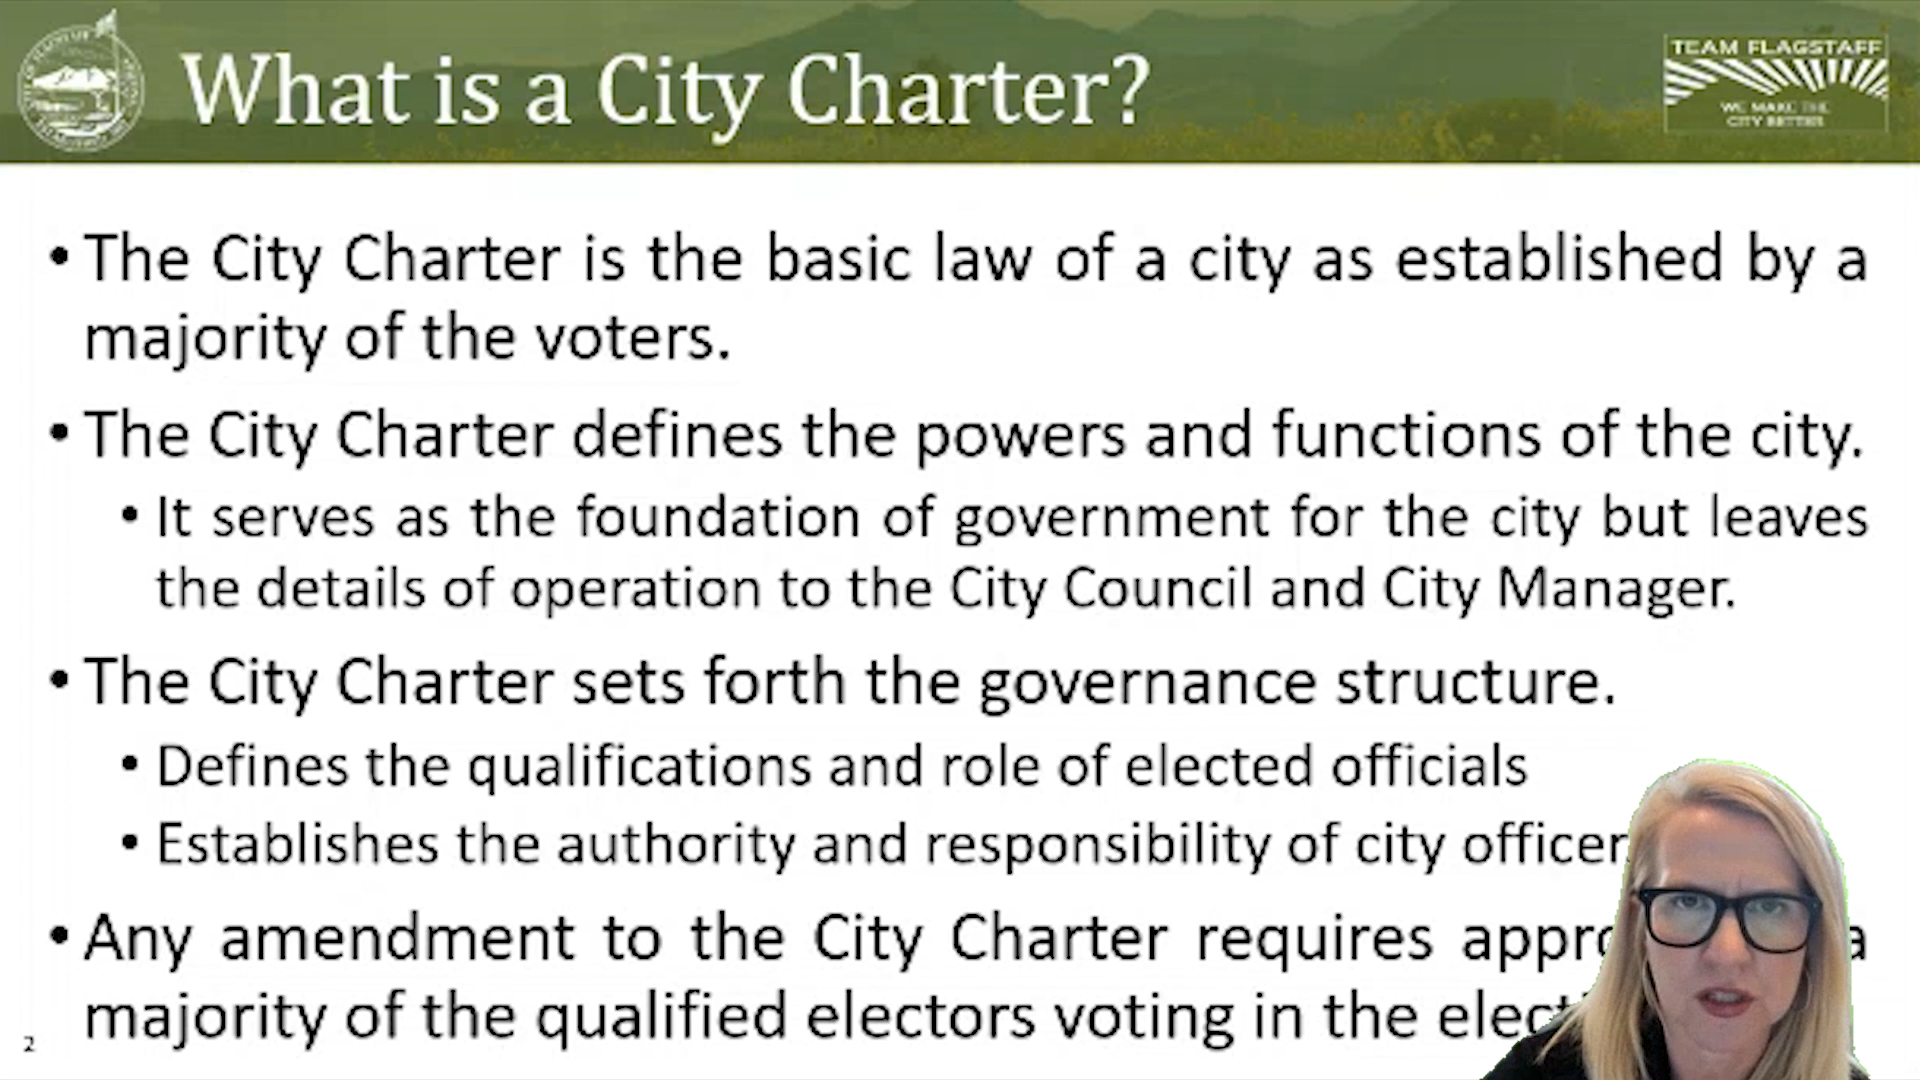 What is a City Charter?
TEAM FLAGSTAFF
WE MAKE THE
CITY BETTER
• The City Charter is the basic law of a city as established by a
majority of the voters.
• The City Charter defines the powers and functions of the city.
• It serves as the foundation of government for the city but leaves
the details of operation to the City Council and City Manager.
• The City Charter sets forth the governance structure.
• Defines the qualifications and role of elected officials
• Establishes the authority and responsibility of city officer
• Any amendment to the City Charter requires appro a
majority of the qualified electors voting in the elect
2